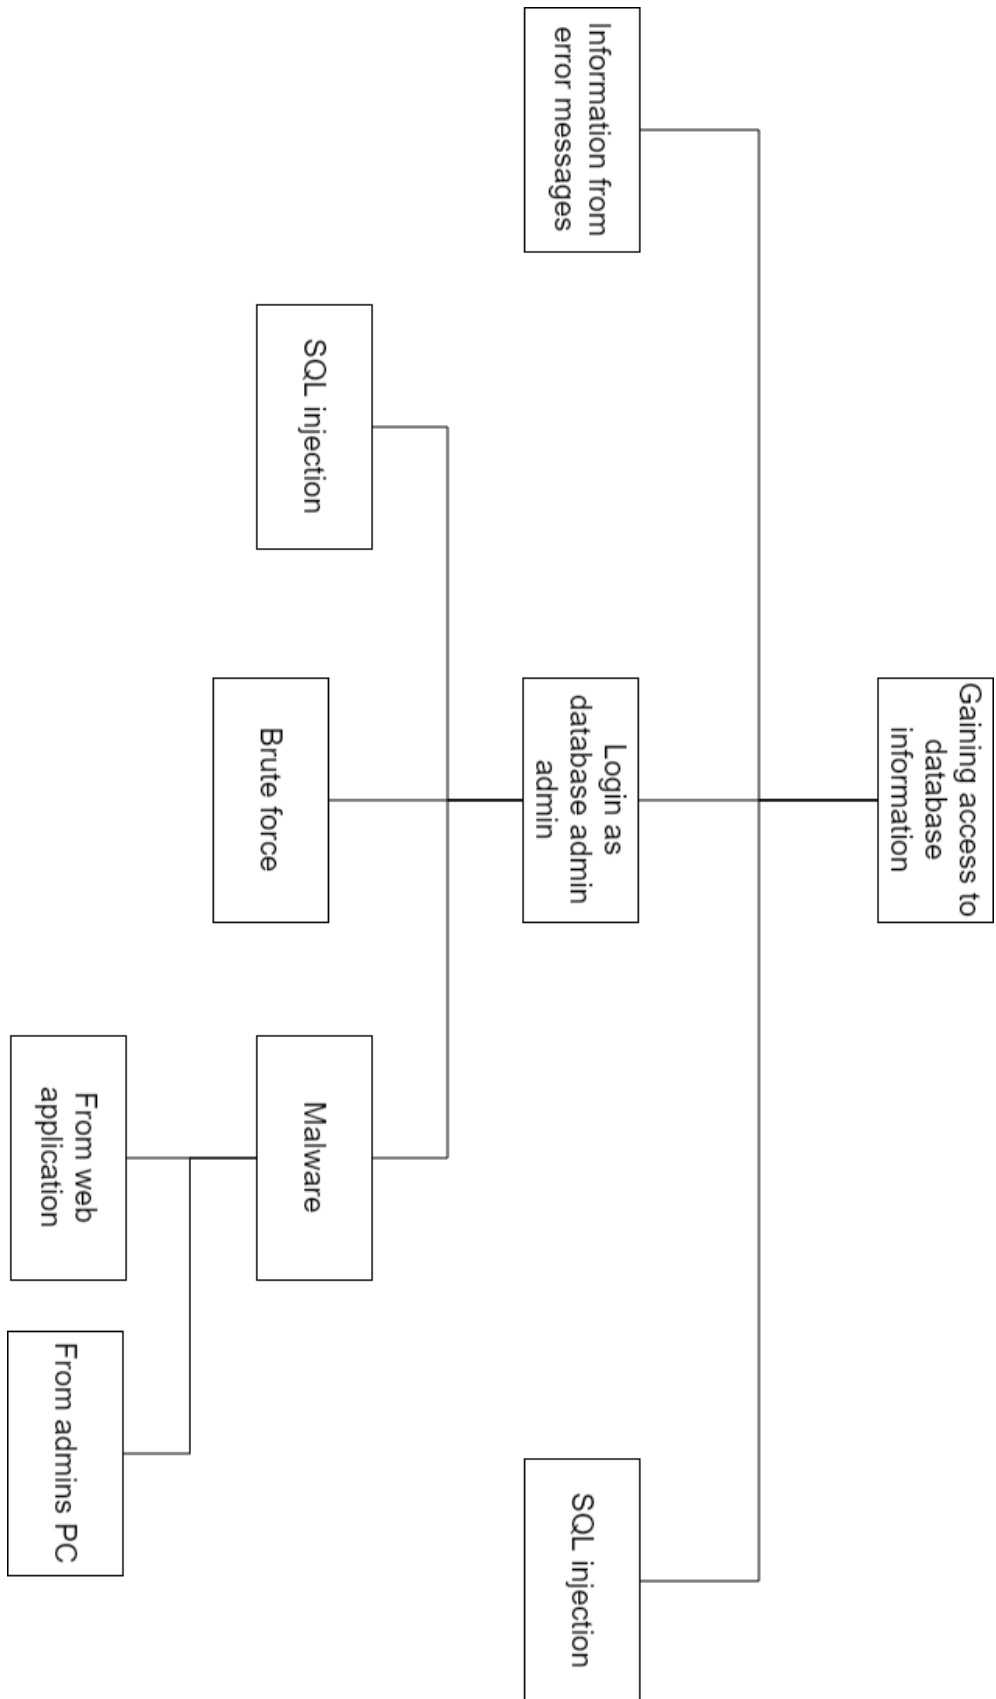 Gaining access to
database
information
Information from
error messages
Login as
database admin
admin
SQL injection
SQL injection
Brute force
Malware
From web
application
From admins PC